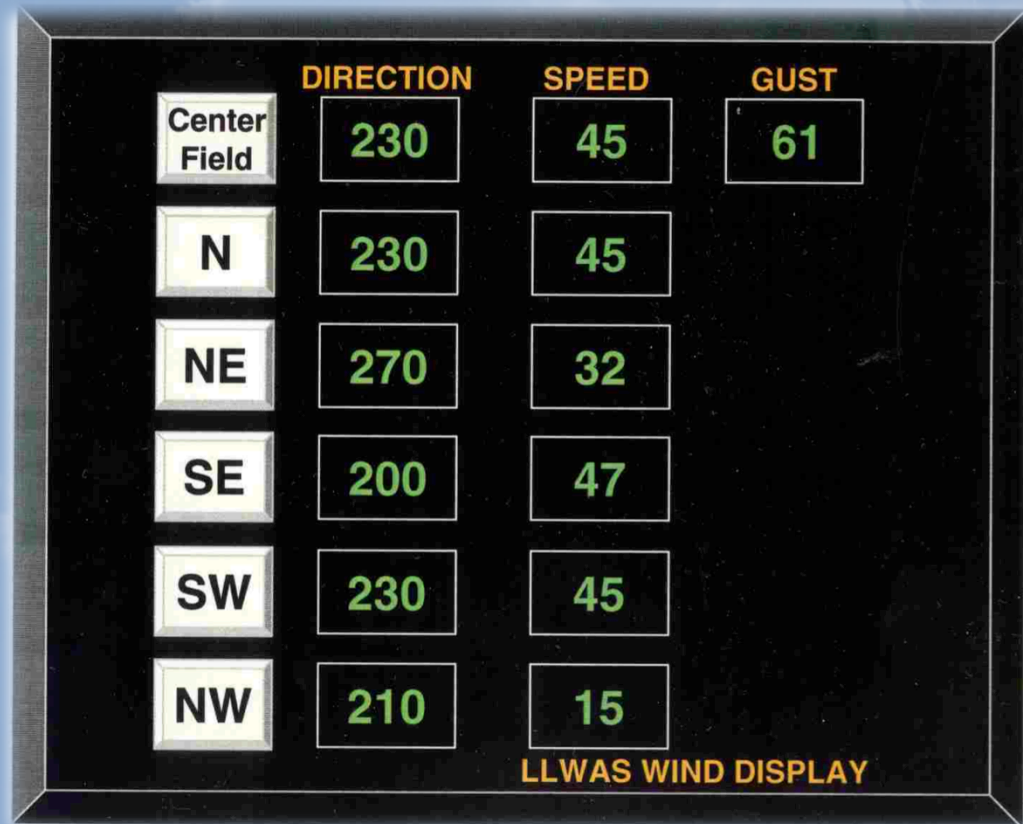 DIRECTION SPEED GUST
Center
Field 230 45 61
N 230 45
NE 270 32
SE 200 47
SW 230 45
NW 210 15
LLWAS WIND DISPLAY